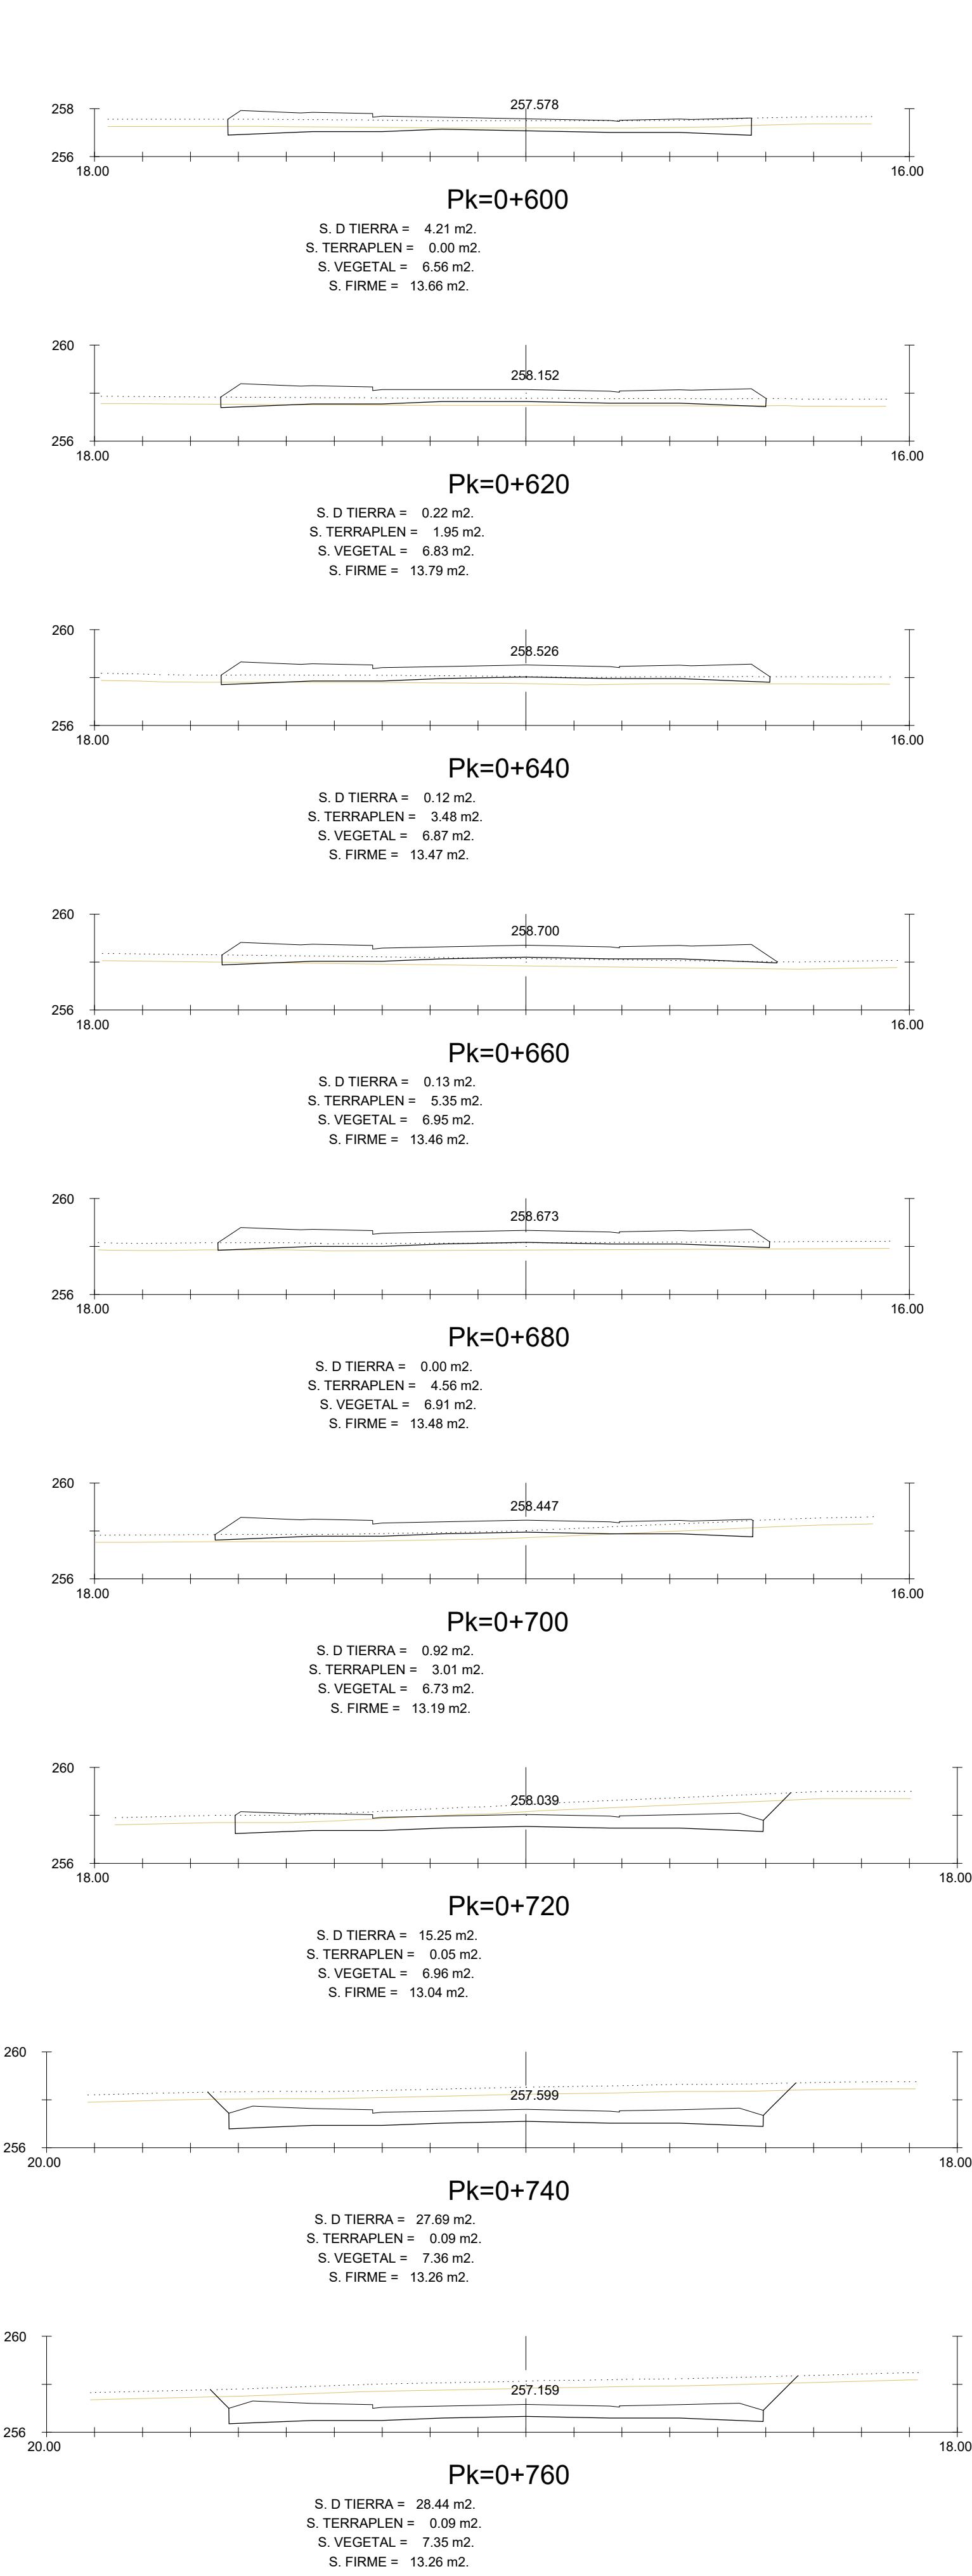 257.578
258
256
18.00 16.00
Pk=0+600
S. D TIERRA = 4.21 m2.
S. TERRAPLEN = 0.00 m2.
S. VEGETAL = 6.56 m2.
S. FIRME = 13.66 m2.
260
258.152
256
18.00 16.00
Pk=0+620
S. D TIERRA = 0.22 m2.
S. TERRAPLEN = 1.95 m2.
S. VEGETAL = 6.83 m2.
S. FIRME = 13.79 m2.
260
258.526
256
18.00 16.00
Pk=0+640
S. D TIERRA = 0.12 m2.
S. TERRAPLEN = 3.48 m2.
S. VEGETAL = 6.87 m2.
S. FIRME = 13.47 m2.
260
258.700
256
18.00 16.00
Pk=0+660
S. D TIERRA = 0.13 m2.
S. TERRAPLEN = 5.35 m2.
S. VEGETAL = 6.95 m2.
S. FIRME = 13.46 m2.
260
258.673
256
18.00 16.00
Pk=0+680
S. D TIERRA = 0.00 m2.
S. TERRAPLEN = 4.56 m2.
S. VEGETAL = 6.91 m2.
S. FIRME = 13.48 m2.
260
258.447
256
18.00 16.00
Pk=0+700
S. D TIERRA = 0.92 m2.
S. TERRAPLEN = 3.01 m2.
S. VEGETAL = 6.73 m2.
S. FIRME = 13.19 m2.
260
258.039
256
18.00 18.00
Pk=0+720
S. D TIERRA = 15.25 m2.
S. TERRAPLEN = 0.05 m2.
S. VEGETAL = 6.96 m2.
S. FIRME = 13.04 m2.
260
257.599
256
20.00 18.00
Pk=0+740
S. D TIERRA = 27.69 m2.
S. TERRAPLEN = 0.09 m2.
S. VEGETAL = 7.36 m2.
S. FIRME = 13.26 m2.
260
257.159
256
20.00 18.00
Pk=0+760
S. D TIERRA = 28.44 m2.
S. TERRAPLEN = 0.09 m2.
S. VEGETAL = 7.35 m2.
S. FIRME = 13.26 m2.